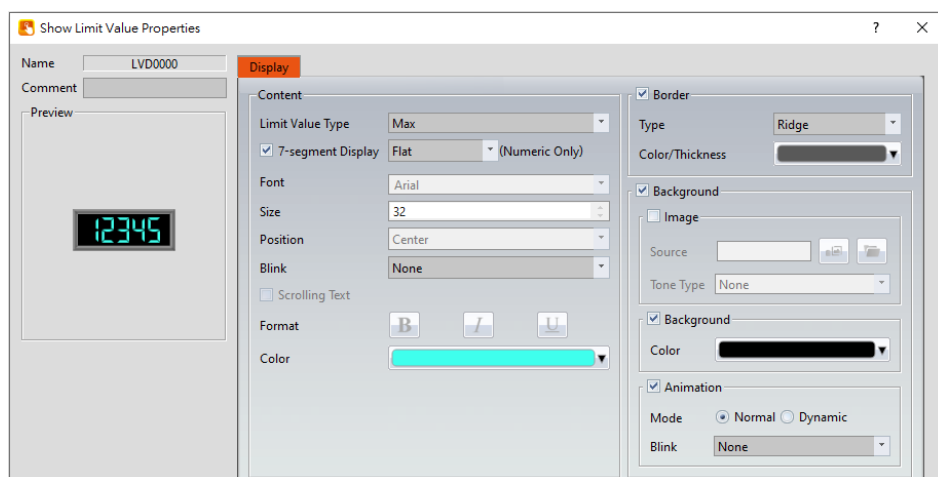 Show Limit Value Properties
? ×
Name LVD0000
Comment
Preview
12345
Display
Content
Limit Value Type Max
7-segment Display Flat (Numeric Only)
Font Arial
Size 32
Position Center
Blink None
Scrolling Text
Format B I U
Color
Border
Type Ridge
Color/Thickness
Background
Image
Source
Tone Type None
Background
Color
Animation
Mode Normal Dynamic
Blink None